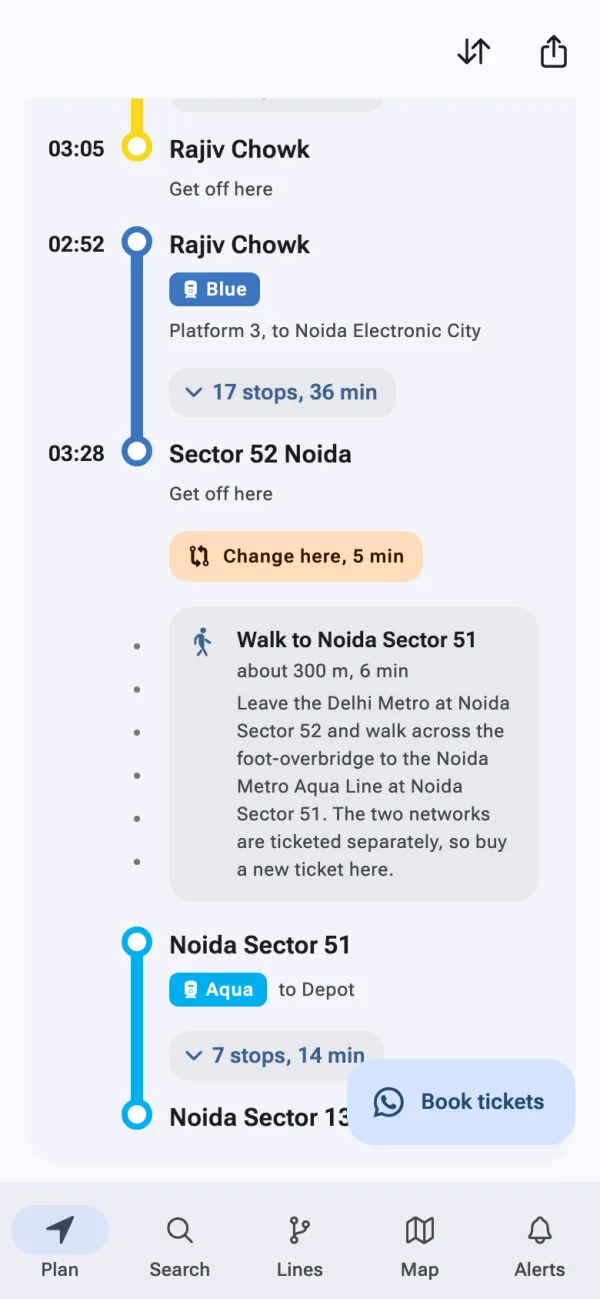 03:05 Rajiv Chowk
Get off here
02:52 Rajiv Chowk
Blue
Platform 3, to Noida Electronic City
17 stops, 36 min
03:28 Sector 52 Noida
Get off here
Change here, 5 min
Walk to Noida Sector 51
about 300 m, 6 min
Leave the Delhi Metro at Noida
Sector 52 and walk across the
foot-overbridge to the Noida
Metro Aqua Line at Noida
Sector 51. The two networks
are ticketed separately, so buy
a new ticket here.
Noida Sector 51
Aqua to Depot
7 stops, 14 min
Noida Sector 13
Book tickets
Plan Search Lines Map Alerts